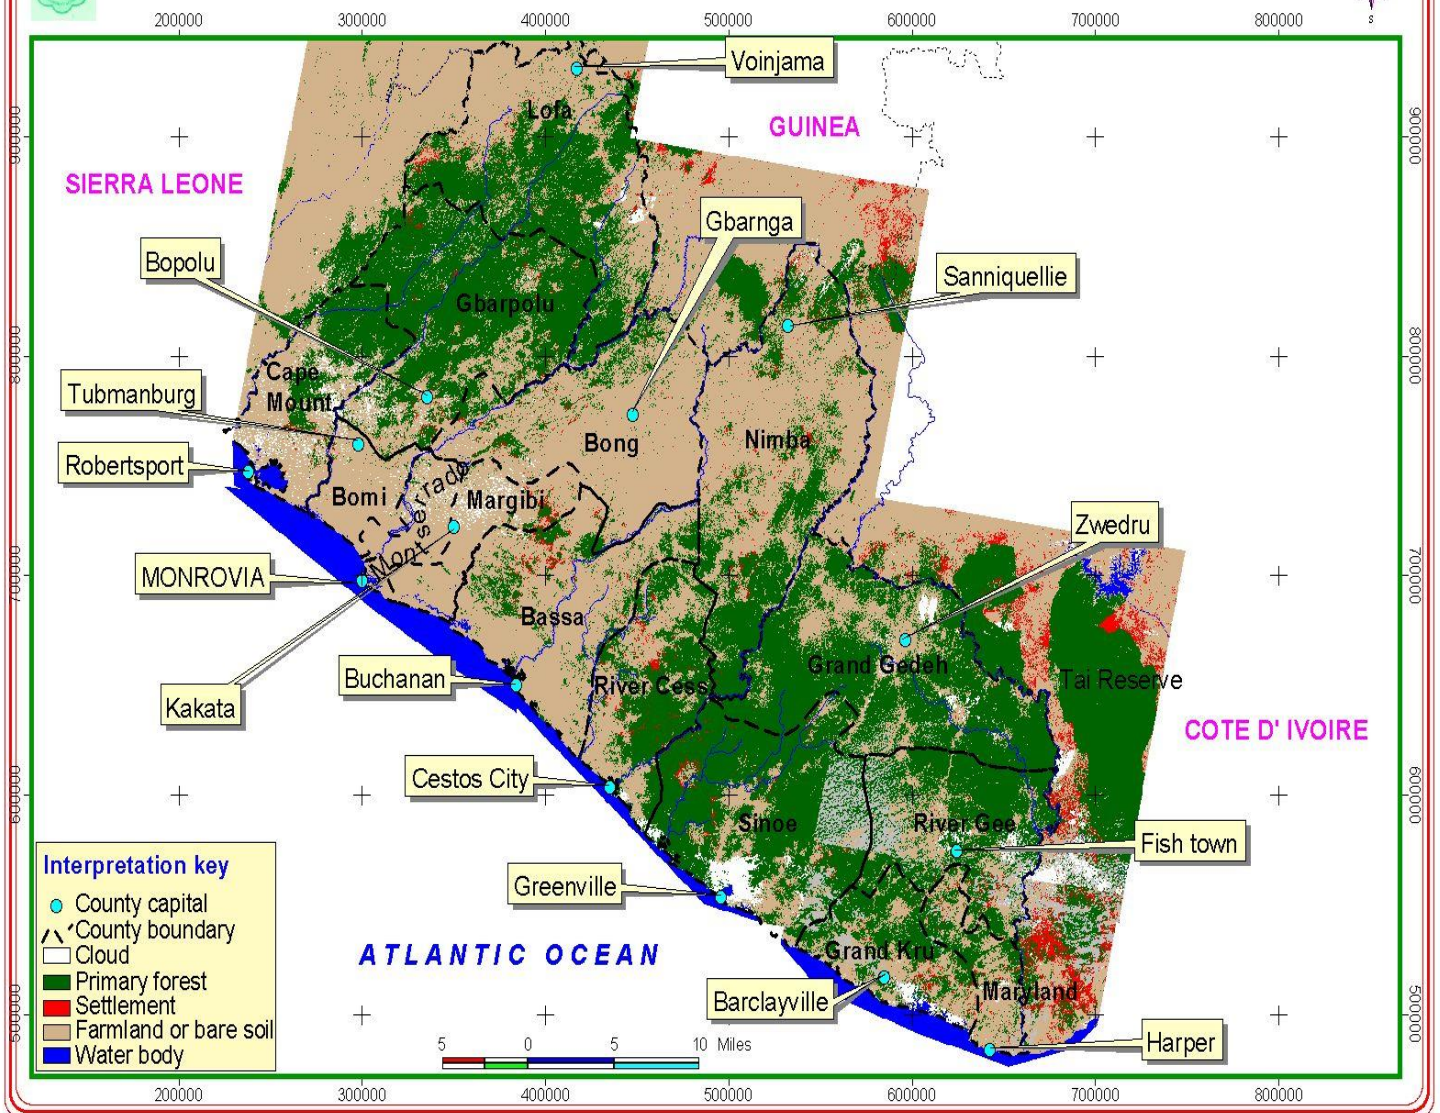 200000 300000 400000 500000 600000 700000 800000
S
Voinjama
Lofa
GUINEA
900000
900000
SIERRA LEONE
Gbarnga
Bopolu
Sanniquellie
Gbarpolu
800000
800000
Cape
Mount
Tubmanburg
Bong
Nimba
Robertsport
Bomi
Montserrado
Margibi
Zwedru
MONROVIA
700000
700000
Bassa
Grand Gedeh
Buchanan
River Cess
Tai Reserve
Kakata
COTE D' IVOIRE
Cestos City
600000
600000
Sinoe
River Gee
Fish town
Greenville
ATLANTIC OCEAN
Grand Kru
Barclayville
Maryland
500000
500000
Harper
Interpretation key
County capital
County boundary
Cloud
Primary forest
Settlement
Farmland or bare soil
Water body
5 0 5 10 Miles
200000 300000 400000 500000 600000 700000 800000